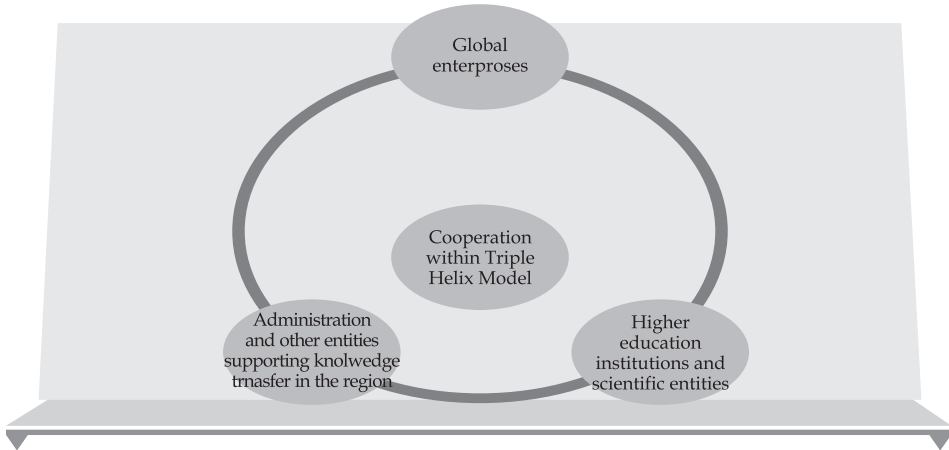 Global
enterproses
Cooperation
within Triple
Helix Model
Administration
and other entities
supporting knolwedge
trnasfer in the region
Higher
education
institutions and
scientific entities